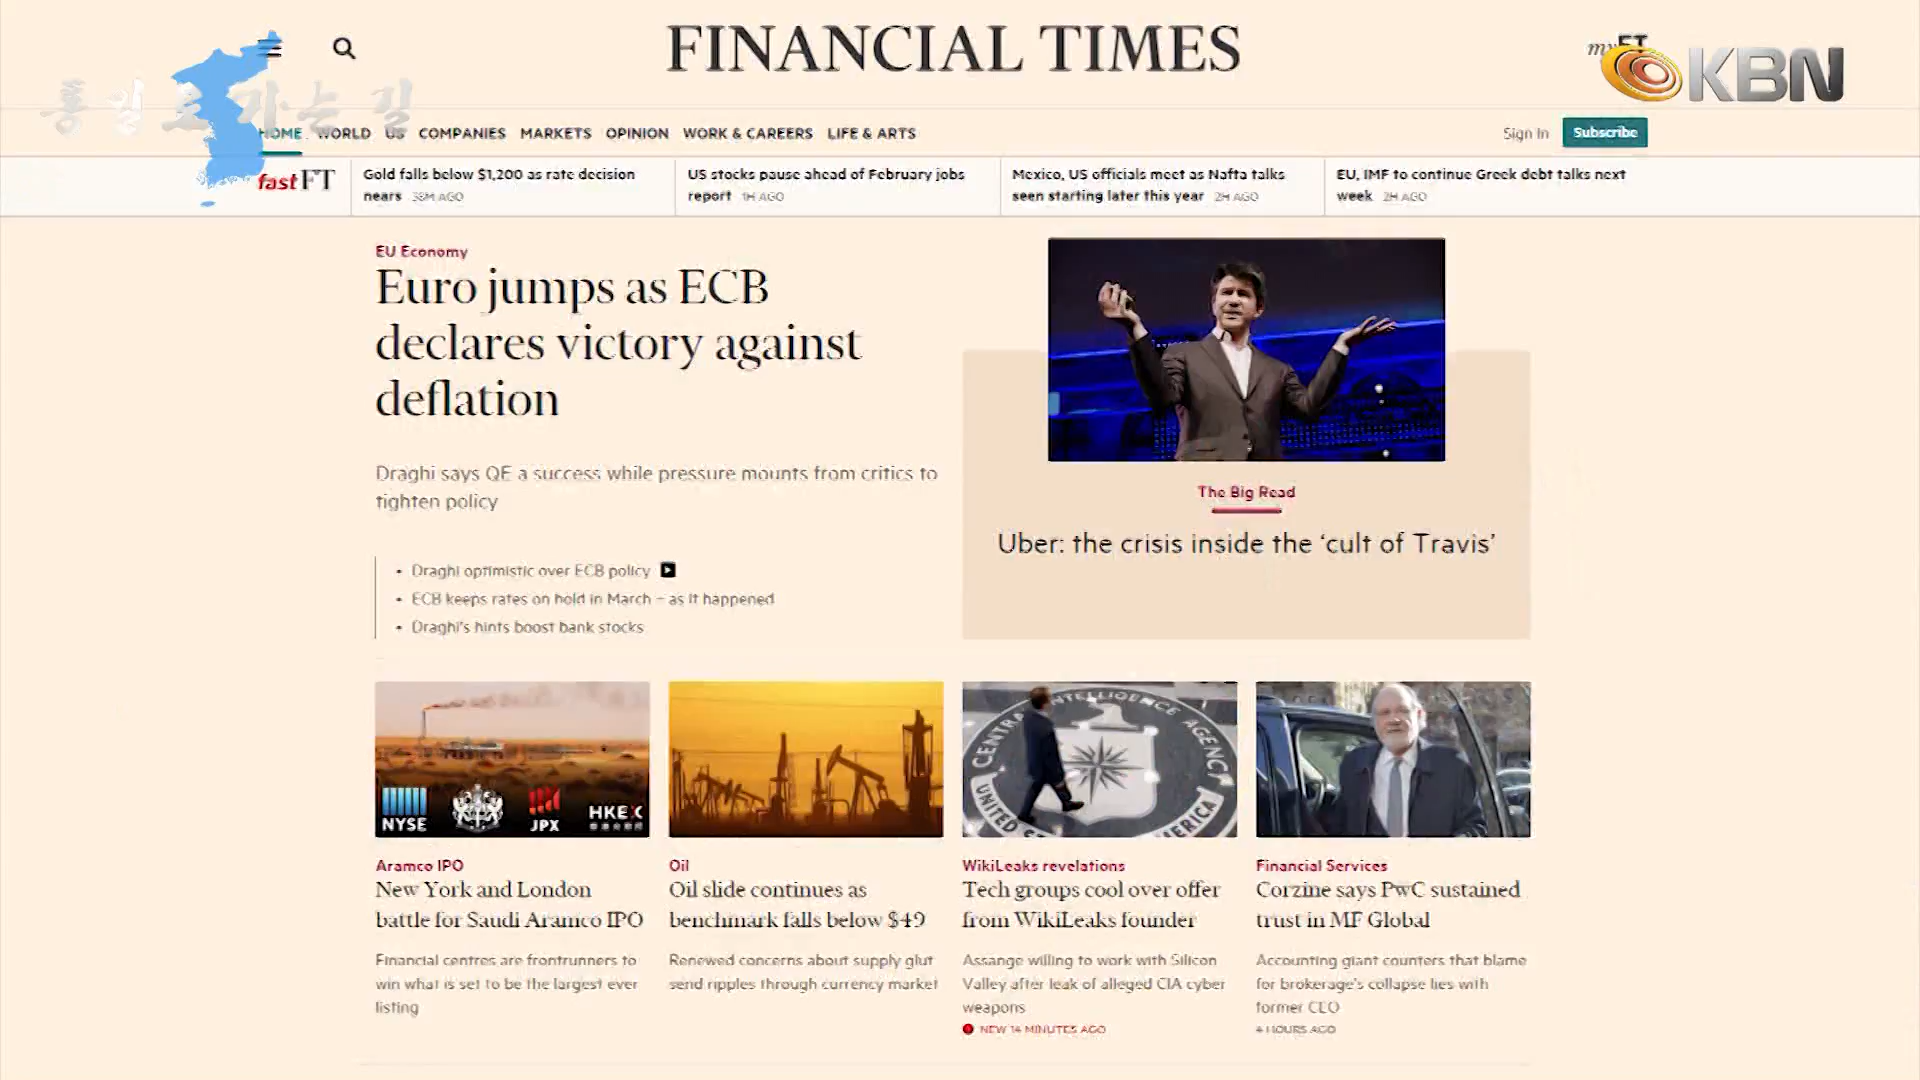 FINANCIAL TIMES
myFT
KBN
통일로 가는 길
HOME WORLD US COMPANIES MARKETS OPINION WORK & CAREERS LIFE & ARTS
Sign In Subscribe
fastFT
Gold falls below $1,200 as rate decision
nears 38M AGO
US stocks pause ahead of February jobs
report 1H AGO
Mexico, US officials meet as Nafta talks
seen starting later this year 2H AGO
EU, IMF to continue Greek debt talks next
week 2H AGO
EU Economy
Euro jumps as ECB
declares victory against
deflation
Draghi says QE a success while pressure mounts from critics to
tighten policy
• Draghi optimistic over ECB policy
• ECB keeps rates on hold in March – as it happened
• Draghi's hints boost bank stocks
The Big Read
Uber: the crisis inside the ‘cult of Travis’
NYSE
JPX
HKEX
CENTRAL INTELLIGENCE AGENCY
Aramco IPO
New York and London
battle for Saudi Aramco IPO
Financial centres are frontrunners to
win what is set to be the largest ever
listing
Oil
Oil slide continues as
benchmark falls below $49
Renewed concerns about supply glut
send ripples through currency market
WikiLeaks revelations
Tech groups cool over offer
from WikiLeaks founder
Assange willing to work with Silicon
Valley after leak of alleged CIA cyber
weapons
NEW 14 MINUTES AGO
Financial Services
Corzine says PwC sustained
trust in MF Global
Accounting giant counters that blame
for brokerage's collapse lies with
former CEO
4 HOURS AGO